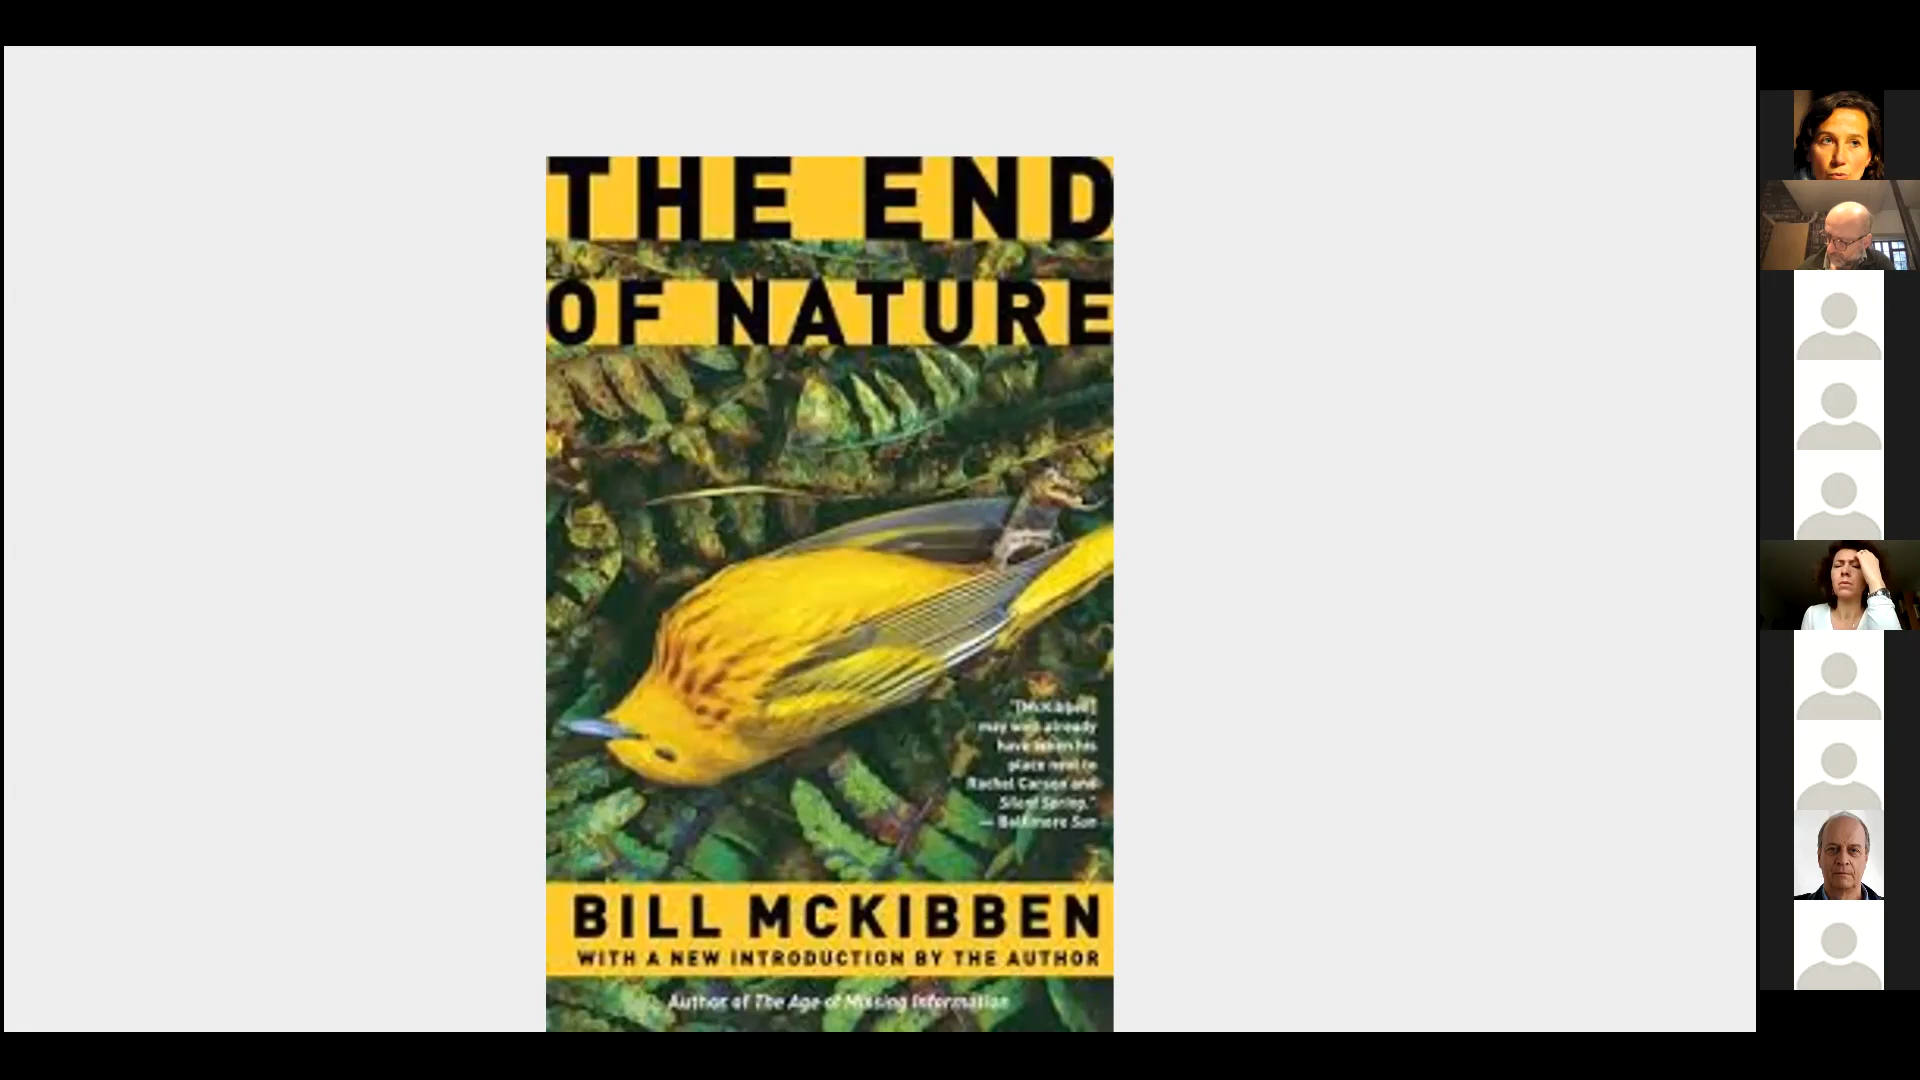 THE END
OF NATURE
"[McKibben]
may well already
have taken his
place next to
Rachel Carson and
Silent Spring."
— Baltimore Sun
BILL MCKIBBEN
WITH A NEW INTRODUCTION BY THE AUTHOR
Author of The Age of Missing Information